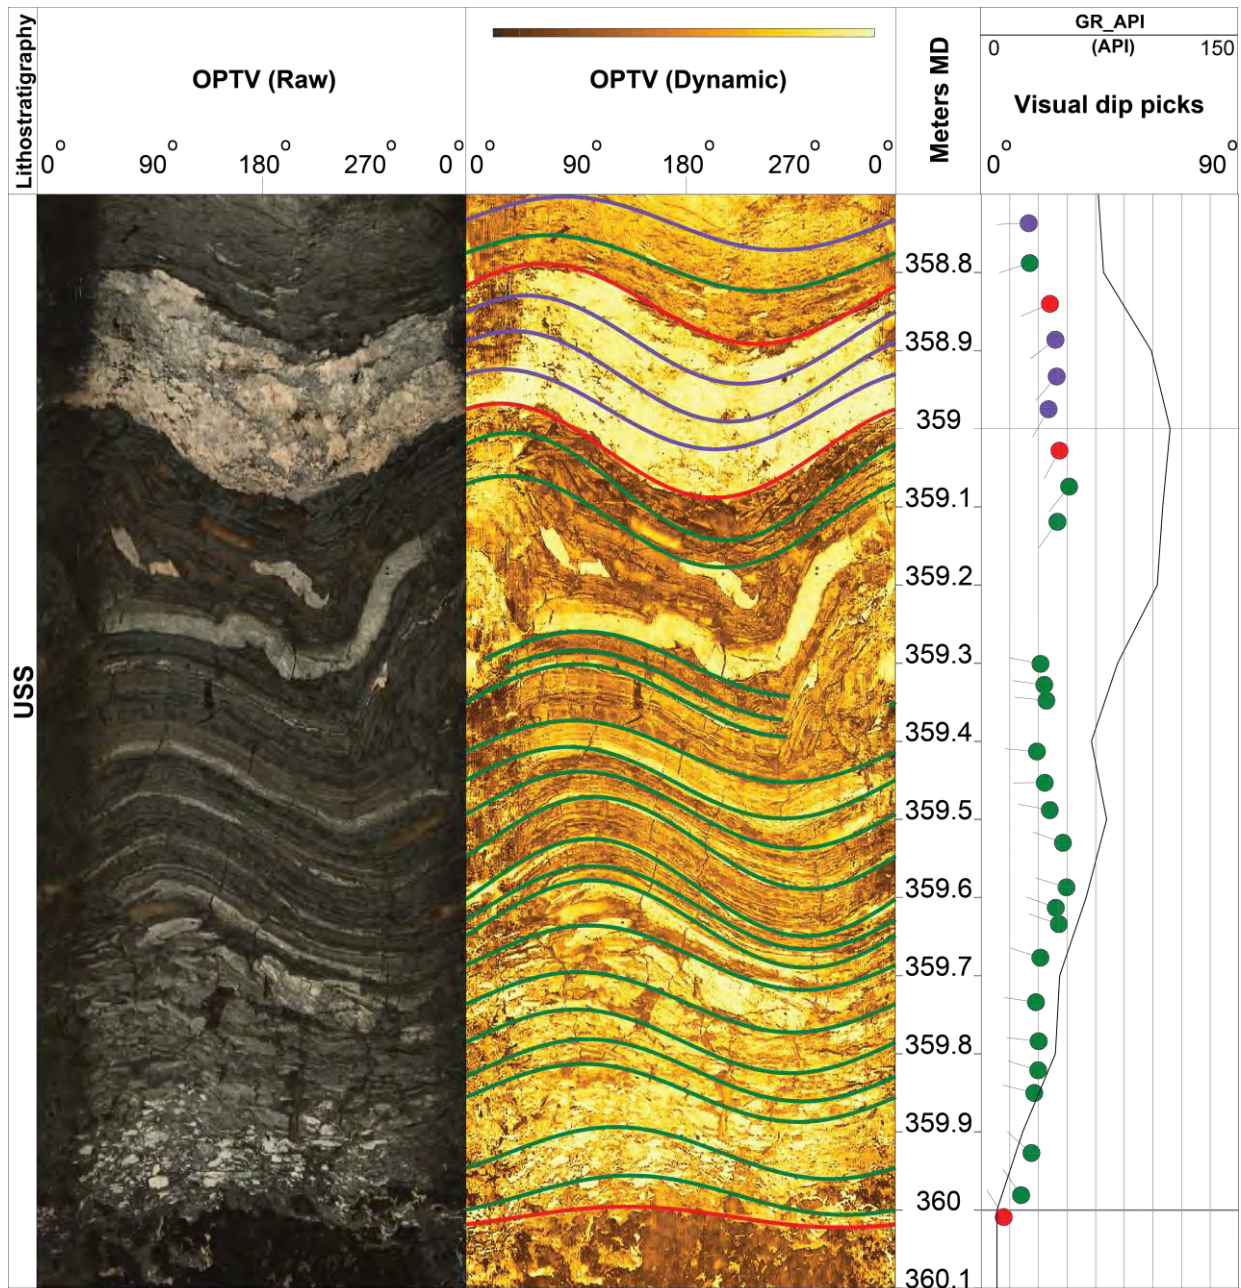 Lithostratigraphy
OPTV (Raw)
0° 90° 180° 270° 0°
OPTV (Dynamic)
0° 90° 180° 270° 0°
Meters MD
GR_API
0 (API) 150
Visual dip picks
0° 90°
USS
358.8
358.9
359
359.1
359.2
359.3
359.4
359.5
359.6
359.7
359.8
359.9
360
360.1